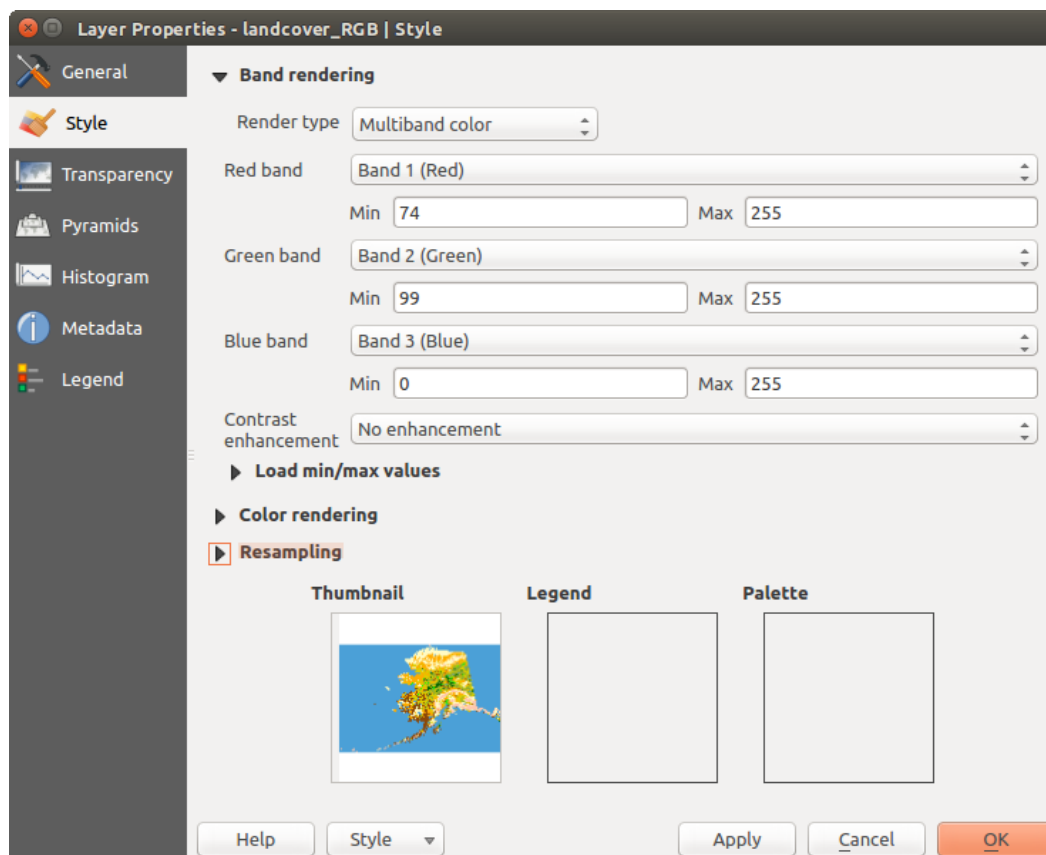 Layer Properties - landcover_RGB | Style
General
Style
Transparency
Pyramids
Histogram
Metadata
Legend
Band rendering
Render type Multiband color
Red band Band 1 (Red)
Min 74 Max 255
Green band Band 2 (Green)
Min 99 Max 255
Blue band Band 3 (Blue)
Min 0 Max 255
Contrast
enhancement No enhancement
Load min/max values
Color rendering
Resampling
Thumbnail Legend Palette
Help Style Apply Cancel OK